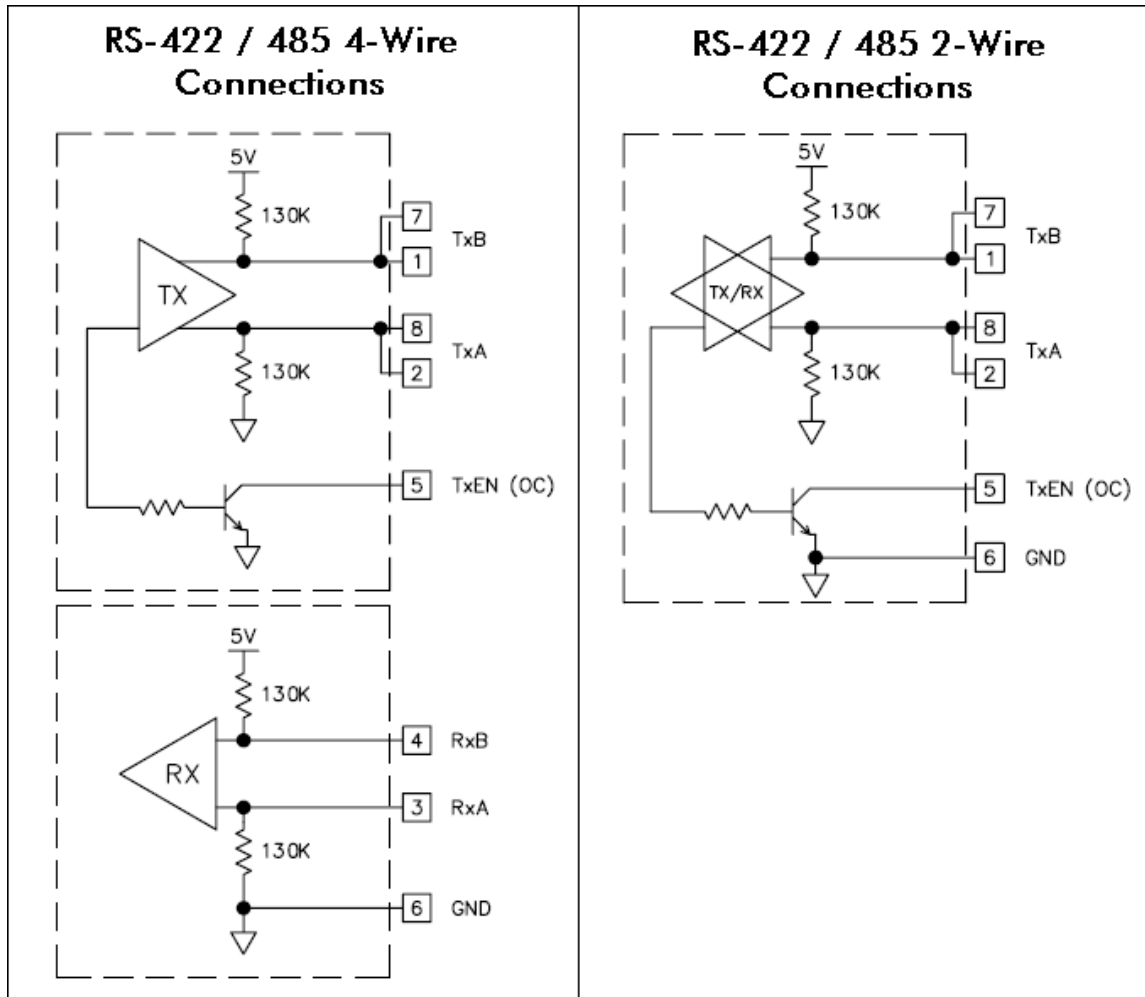 RS-422 / 485 4-Wire
Connections
5V
130K
7
TxB
1
TX
8
TxA
2
130K
5 TxEN (OC)
5V
130K
4 RxB
RX
3 RxA
130K
6 GND
RS-422 / 485 2-Wire
Connections
5V
130K
7
TxB
1
TX/RX
8
TxA
2
130K
5 TxEN (OC)
6 GND